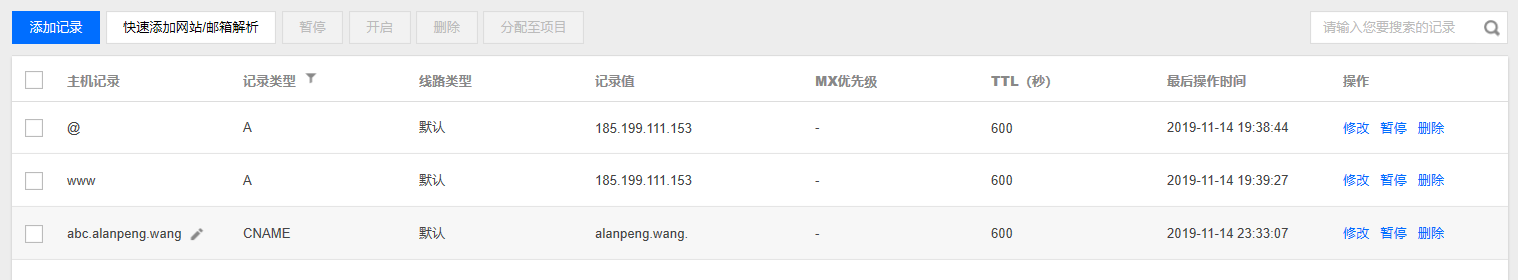 添加记录 快速添加网站/邮箱解析 暂停 开启 删除 分配至项目 请输入您要搜索的记录
主机记录 记录类型 线路类型 记录值 MX优先级 TTL（秒） 最后操作时间 操作
@ A 默认 185.199.111.153 - 600 2019-11-14 19:38:44 修改 暂停 删除
www A 默认 185.199.111.153 - 600 2019-11-14 19:39:27 修改 暂停 删除
abc.alanpeng.wang CNAME 默认 alanpeng.wang. - 600 2019-11-14 23:33:07 修改 暂停 删除